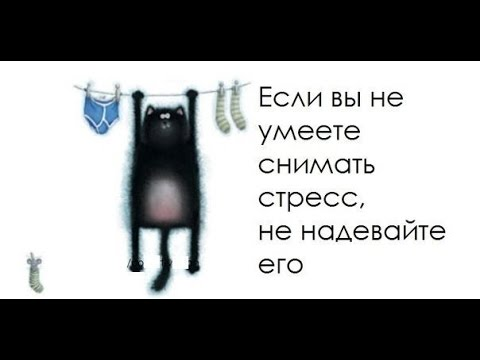 Если вы не
умеете
снимать
стресс,
не надевайте
его